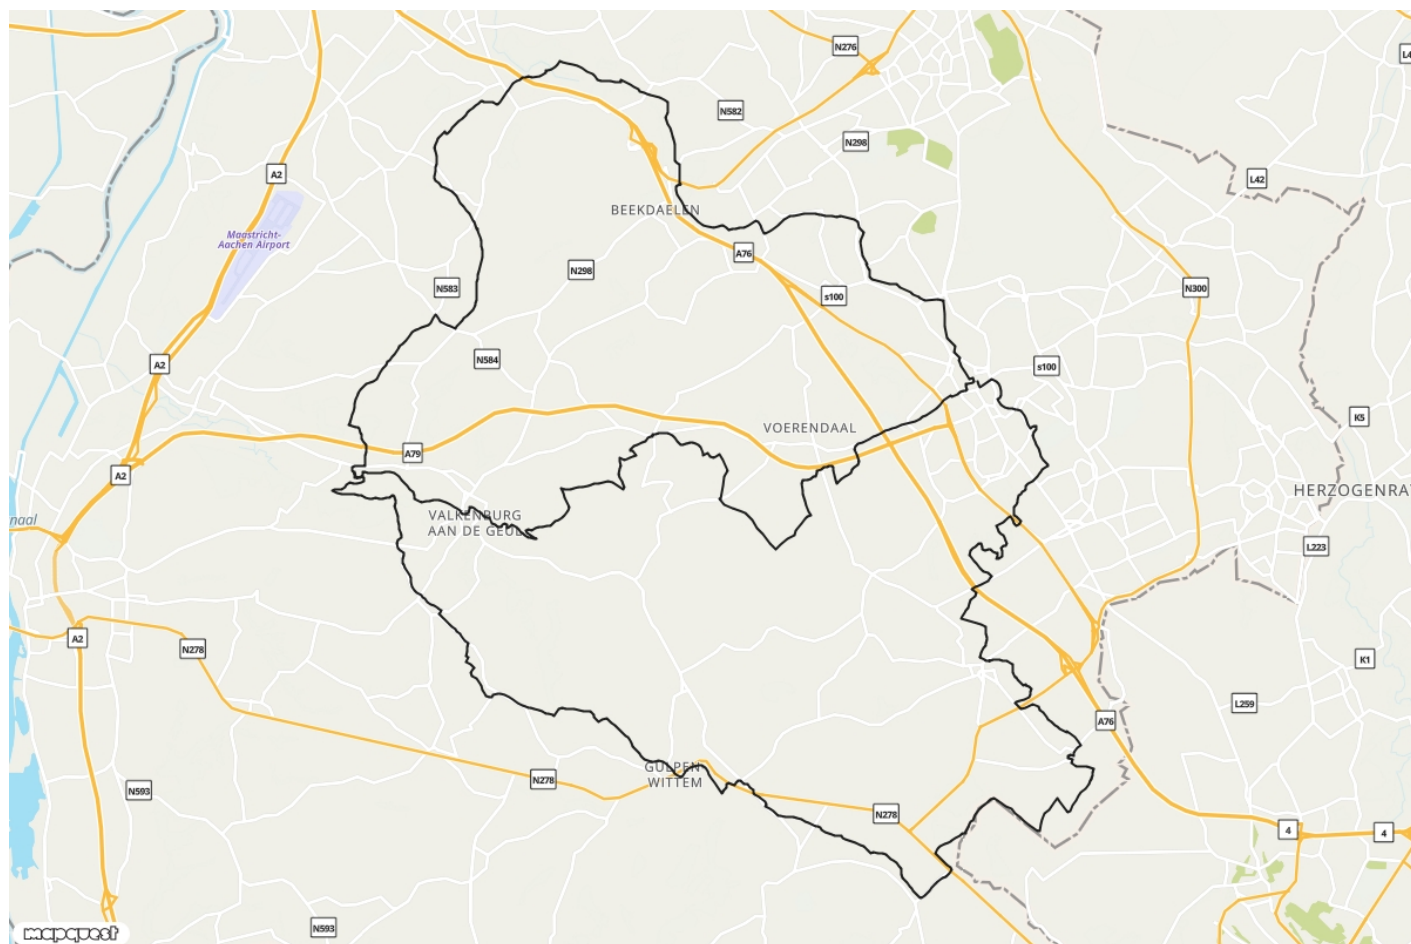 N276
L4
N582
N298
A2
L42
BEEKDAELEN
Maastricht-
Aachen Airport
A76
N298
N583
s100
N300
N584
A2
s100
K5
VOERENDAAL
A79
A2
HERZOGENRAT
VALKENBURG
AAN DE GEUL
naal
L223
A2
N278
K1
L259
A76
GULPEN
WITTEM
N278
N593
N278
4
4
N593
mapquest